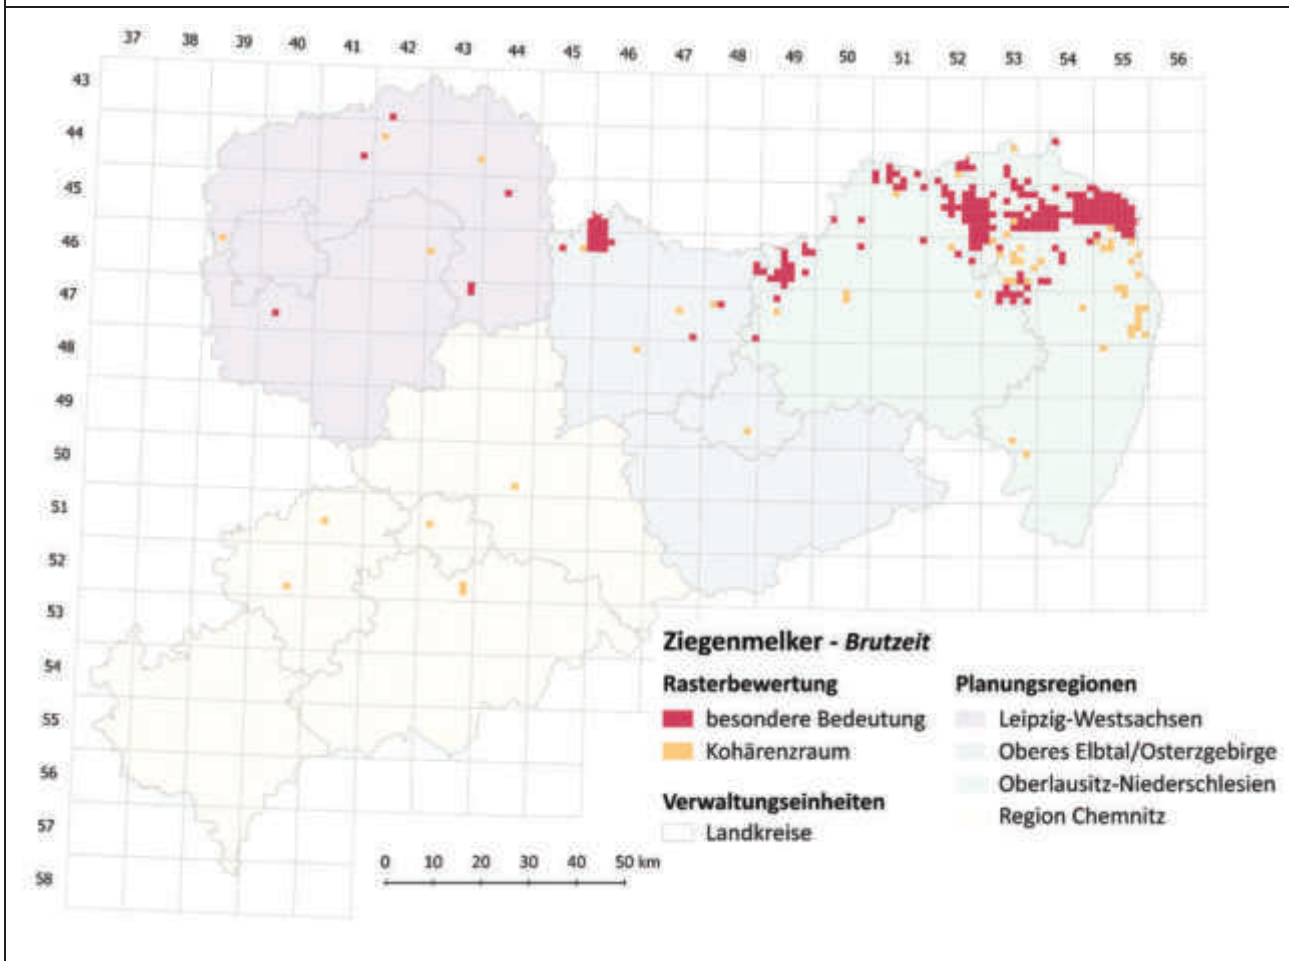 37 38 39 40 41 42 43 44 45 46 47 48 49 50 51 52 53 54 55 56
43
44
45
46
47
48
49
50
51
52
53
54
55
56
57
58
Ziegenmelker - Brutzeit
Rasterbewertung
besondere Bedeutung
Kohärenzraum
Verwaltungseinheiten
Landkreise
Planungsregionen
Leipzig-Westsachsen
Oberes Elbtal/Osterzgebirge
Oberlausitz-Niederschlesien
Region Chemnitz
0 10 20 30 40 50 km